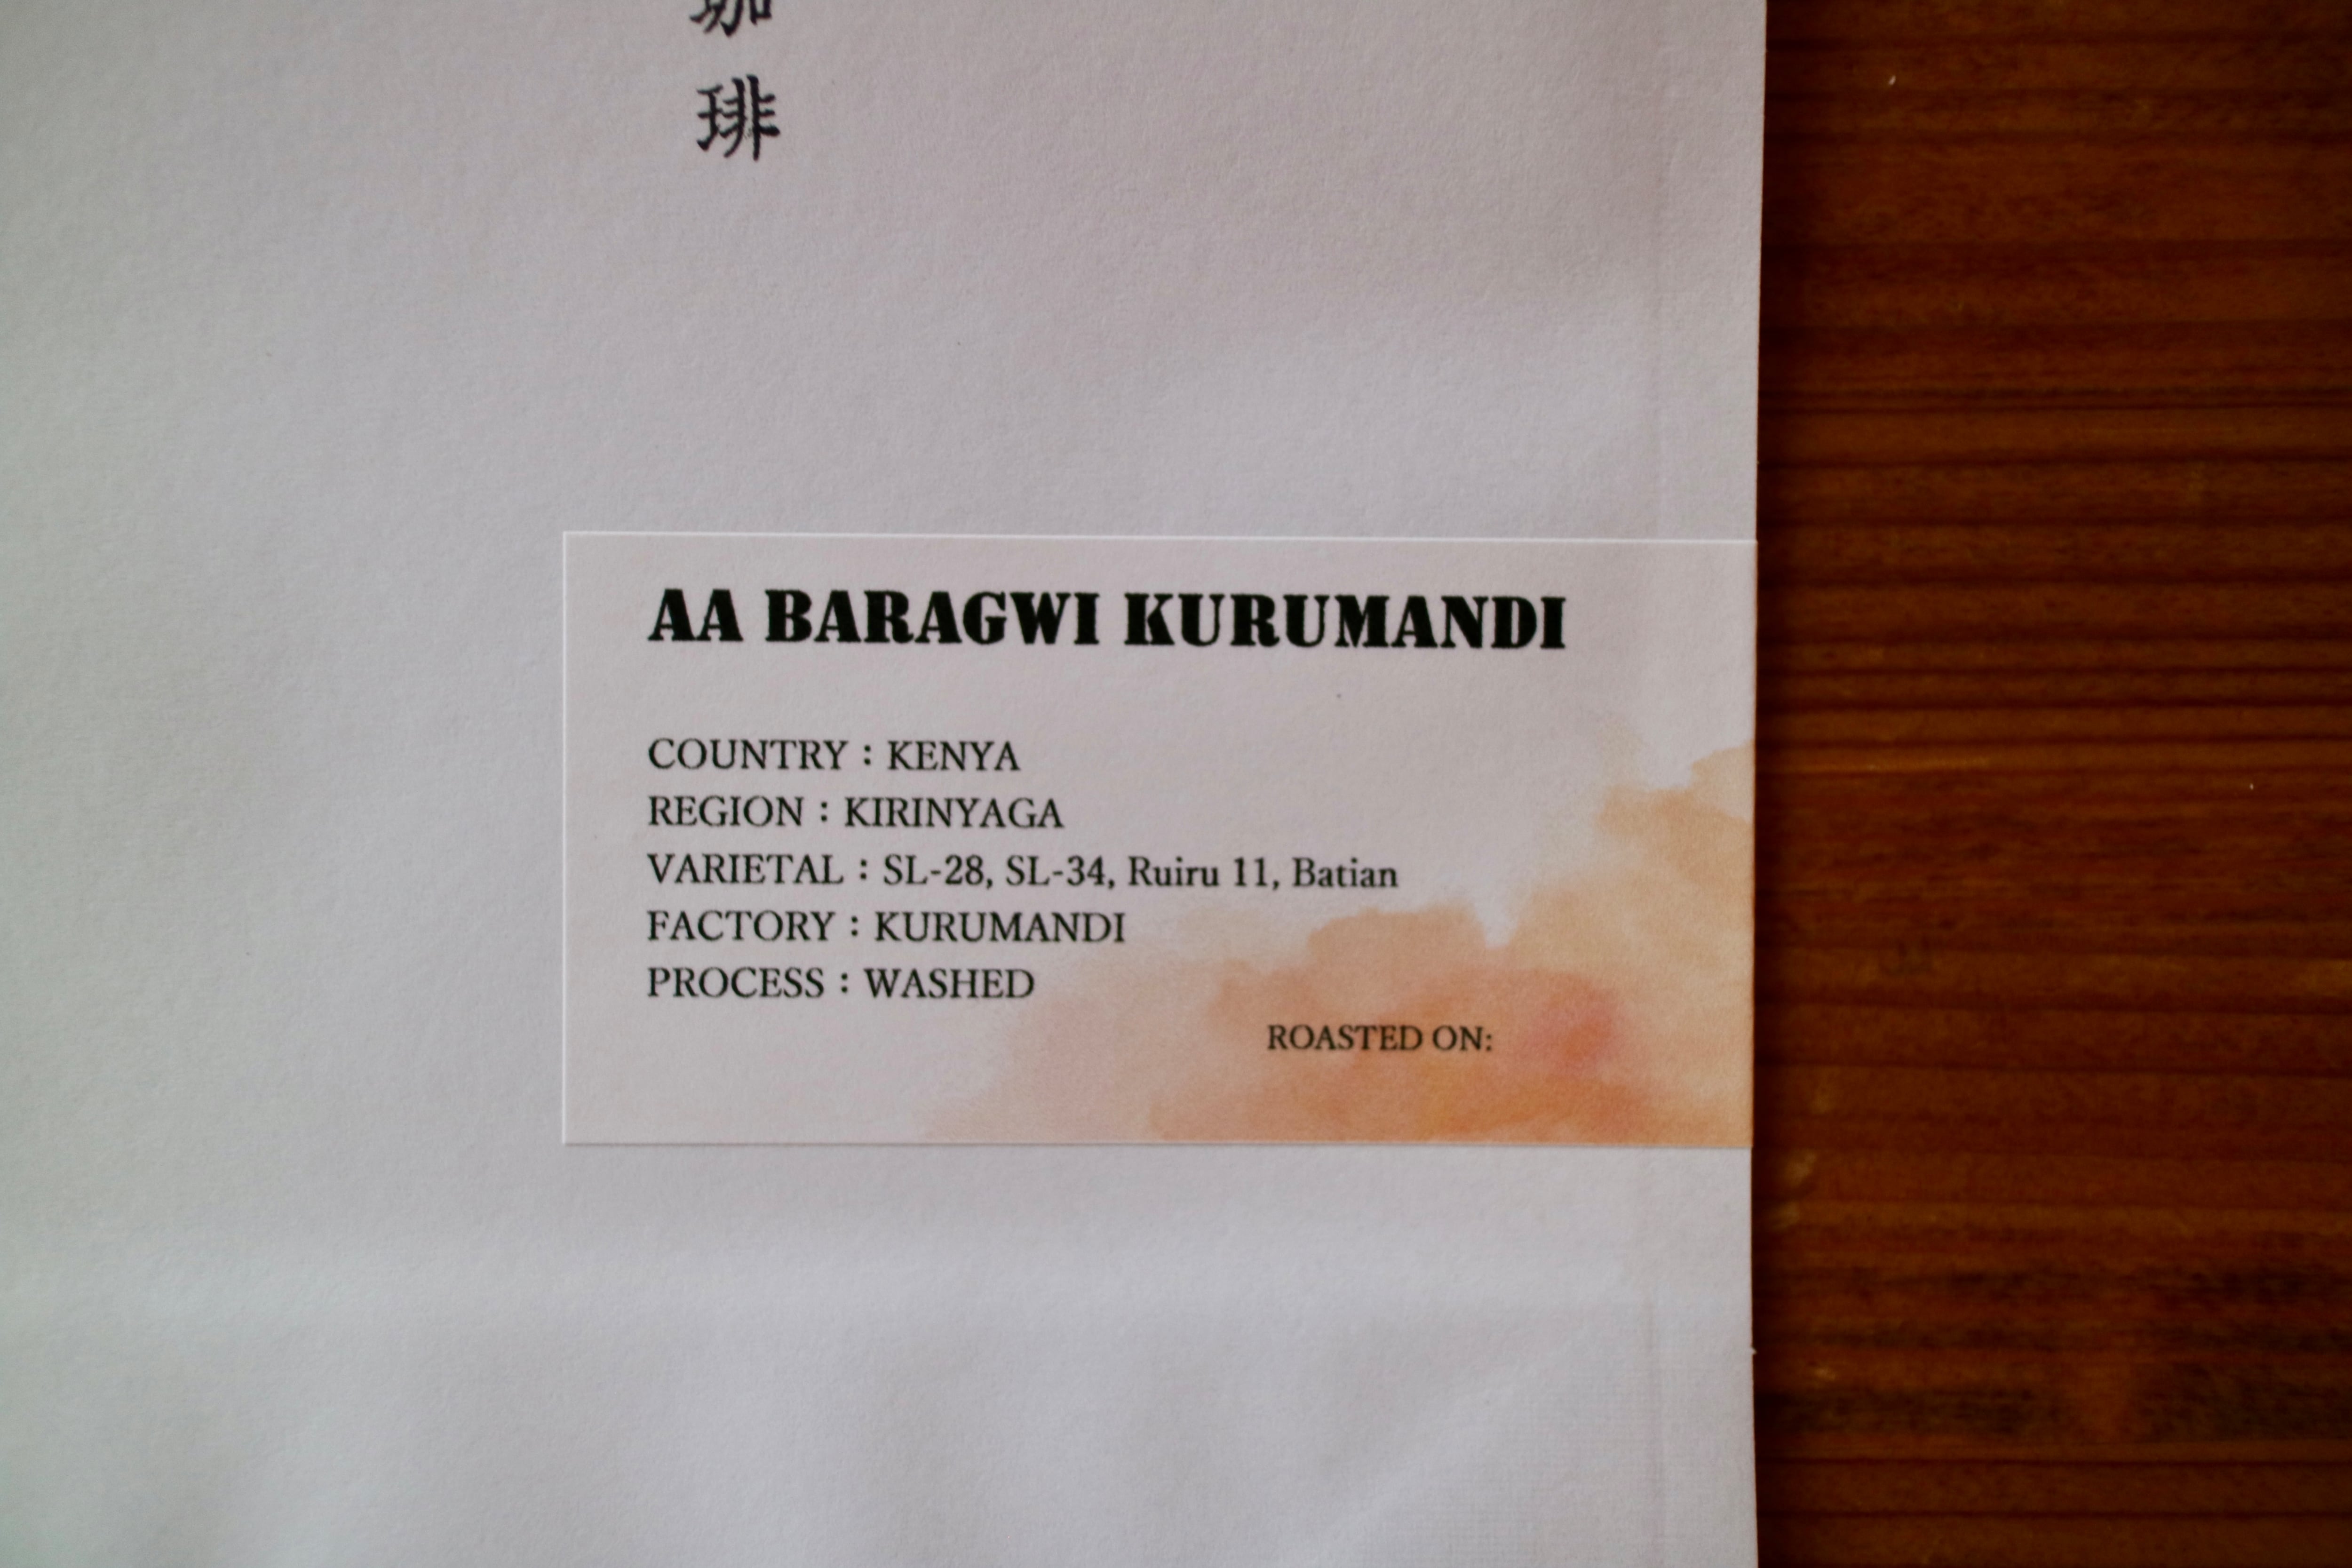 珈
琲
AA BARAGWI KURUMANDI
COUNTRY : KENYA
REGION : KIRINYAGA
VARIETAL : SL-28, SL-34, Ruiru 11, Batian
FACTORY : KURUMANDI
PROCESS : WASHED
ROASTED ON: